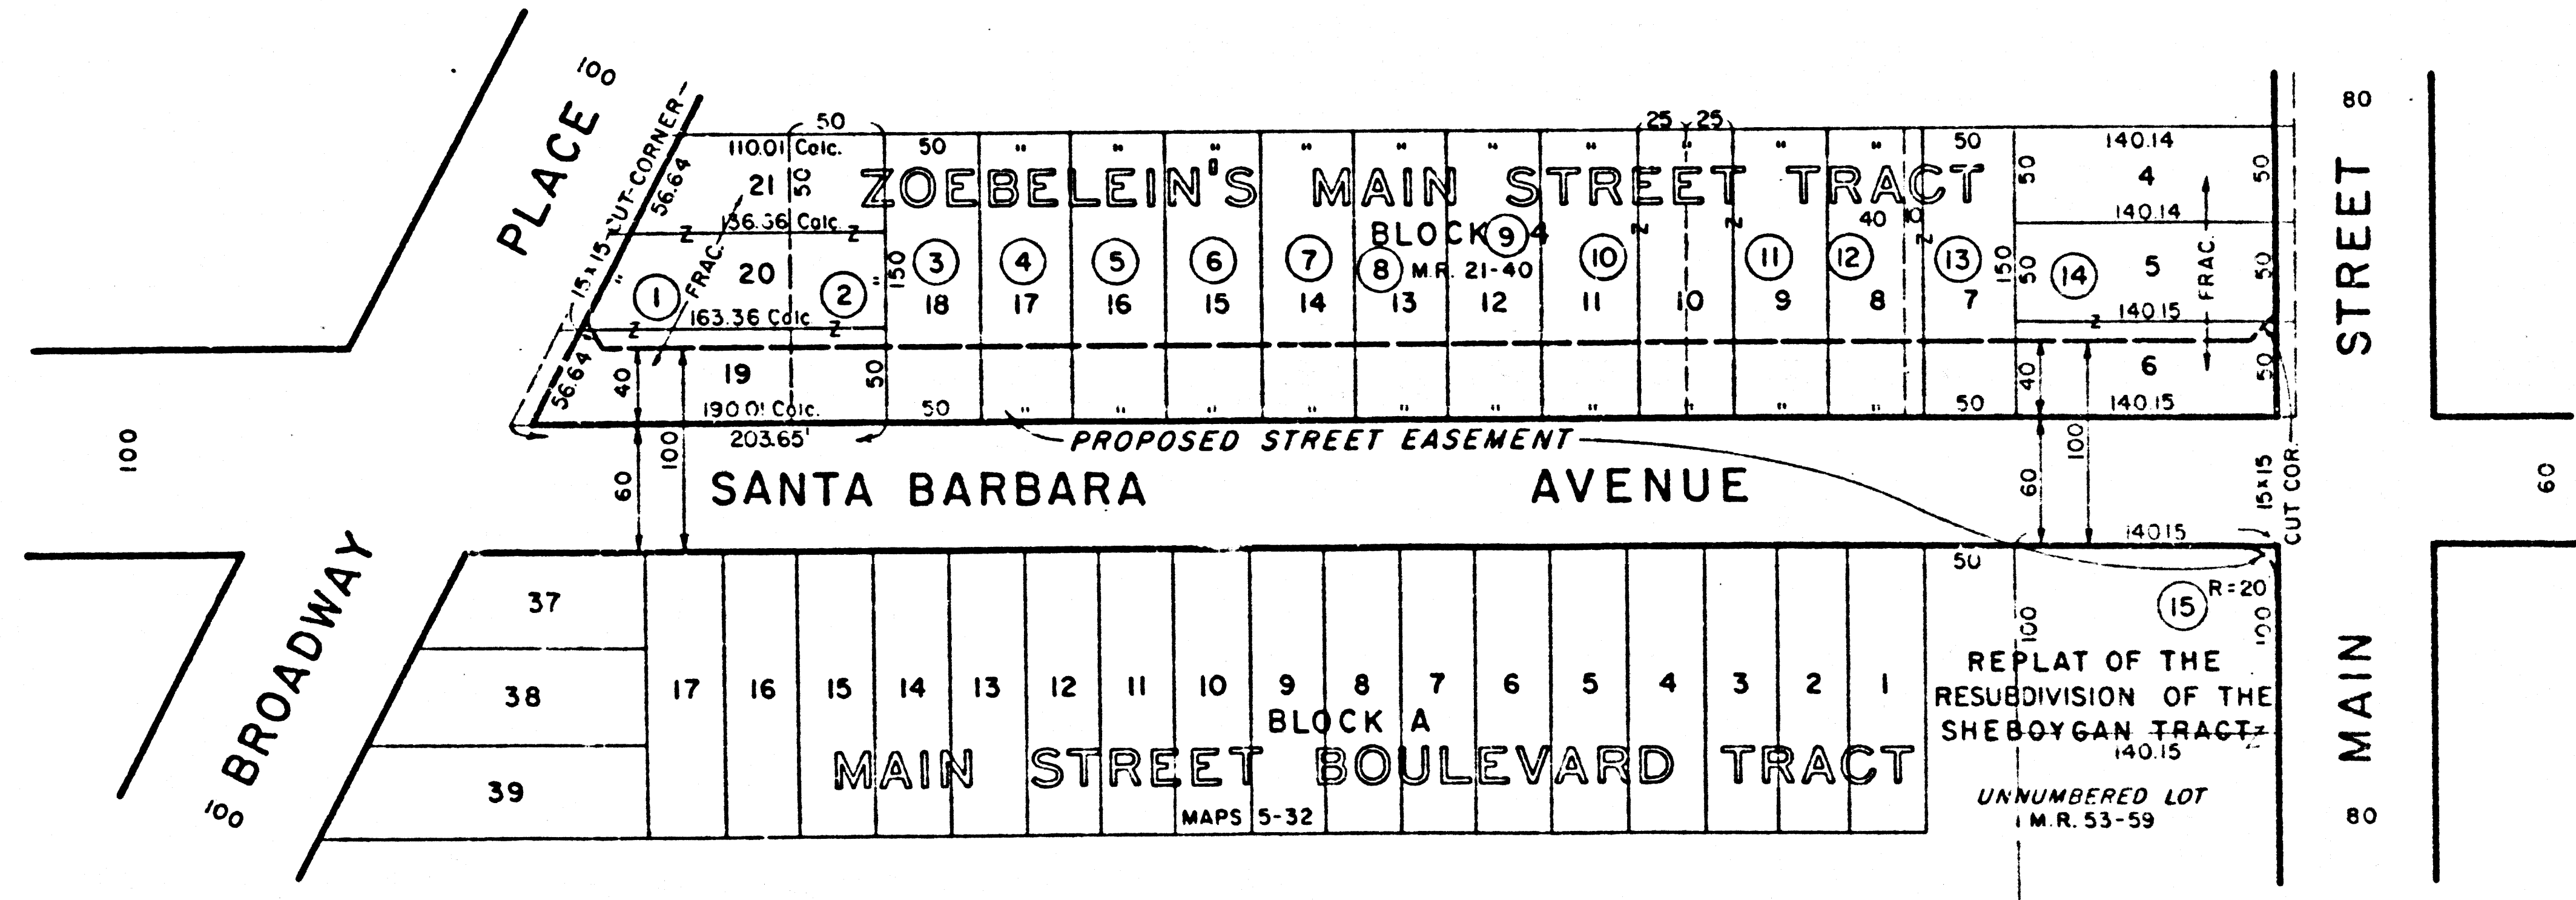 100
PLACE
15 x 15 CUT-CORNER
56.64
"
56.64
50
110.01 Calc.
21
50
136.36 Calc.
Z Z
20
FRAC.
1
2
"
163.36 Calc
Z Z
19
50
190.01 Calc.
203.65'
40
60
100
50 " " " " " " " " " " 50
25 25
ZOEBELEIN'S MAIN STREET TRACT
BLOCK 4
M.R. 21-40
40 10
Z Z Z
150
3 4 5 6 7 8 9 10 11 12 13
150
18 17 16 15 14 13 12 11 10 9 8 7
50 " " " " " " " " " " 50
140.14
50
4
50
140.14
50
14
5
50
FRAC.
Z 140.15
6
50
140.15
40
60
100
80
STREET
PROPOSED STREET EASEMENT
100
SANTA BARBARA AVENUE
15x15
CUT COR.
60
140.15
50
R=20
15
100
100
REPLAT OF THE
RESUBDIVISION OF THE
SHEBOYGAN TRACT
Z
140.15
UNNUMBERED LOT
M.R. 53-59
MAIN
80
BROADWAY
100
37
38
39
17 16 15 14 13 12 11 10 9 8 7 6 5 4 3 2 1
BLOCK A
MAIN STREET BOULEVARD TRACT
MAPS 5-32